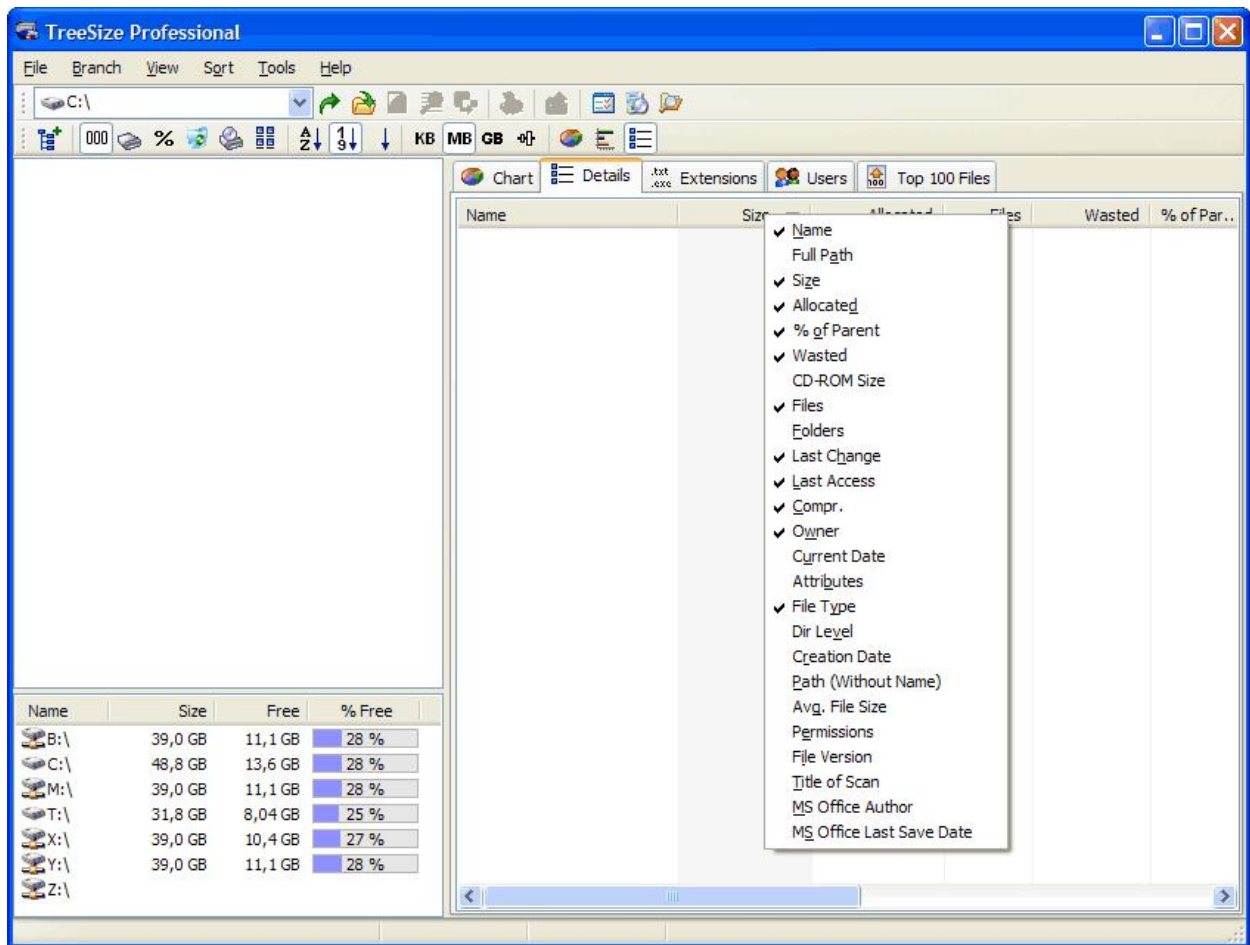 TreeSize Professional
File Branch View Sort Tools Help
C:\
000 % A Z 1 9 KB MB GB
Chart Details .txt .exe Extensions Users 100 Top 100 Files
Name Size Files Wasted % of Par..
Name
Full Path
Size
Allocated
% of Parent
Wasted
CD-ROM Size
Files
Folders
Last Change
Last Access
Compr.
Owner
Current Date
Attributes
File Type
Dir Level
Creation Date
Path (Without Name)
Avg. File Size
Permissions
File Version
Title of Scan
MS Office Author
MS Office Last Save Date
Name Size Free % Free
B:\ 39,0 GB 11,1 GB 28 %
C:\ 48,8 GB 13,6 GB 28 %
M:\ 39,0 GB 11,1 GB 28 %
T:\ 31,8 GB 8,04 GB 25 %
X:\ 39,0 GB 10,4 GB 27 %
Y:\ 39,0 GB 11,1 GB 28 %
Z:\